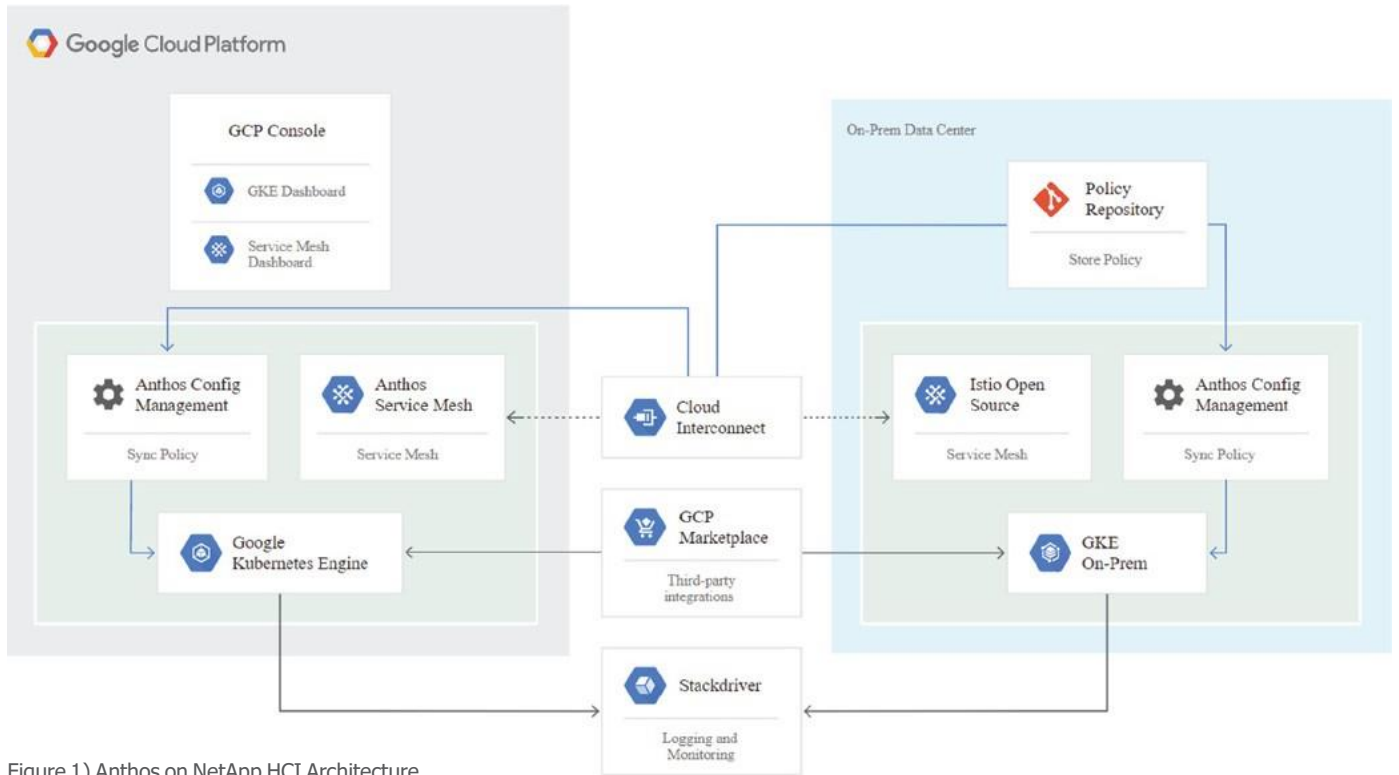 Google Cloud Platform
GCP Console
GKE Dashboard
Service Mesh
Dashboard
On-Prem Data Center
Policy
Repository
Store Policy
Anthos Config
Management
Sync Policy
Anthos
Service Mesh
Service Mesh
Cloud
Interconnect
Istio Open
Source
Service Mesh
Anthos Config
Management
Sync Policy
Google
Kubernetes Engine
GCP
Marketplace
Third-party
integrations
GKE
On-Prem
Stackdriver
Logging and
Monitoring
Figure 1) Anthos on NetApp HCI Architecture